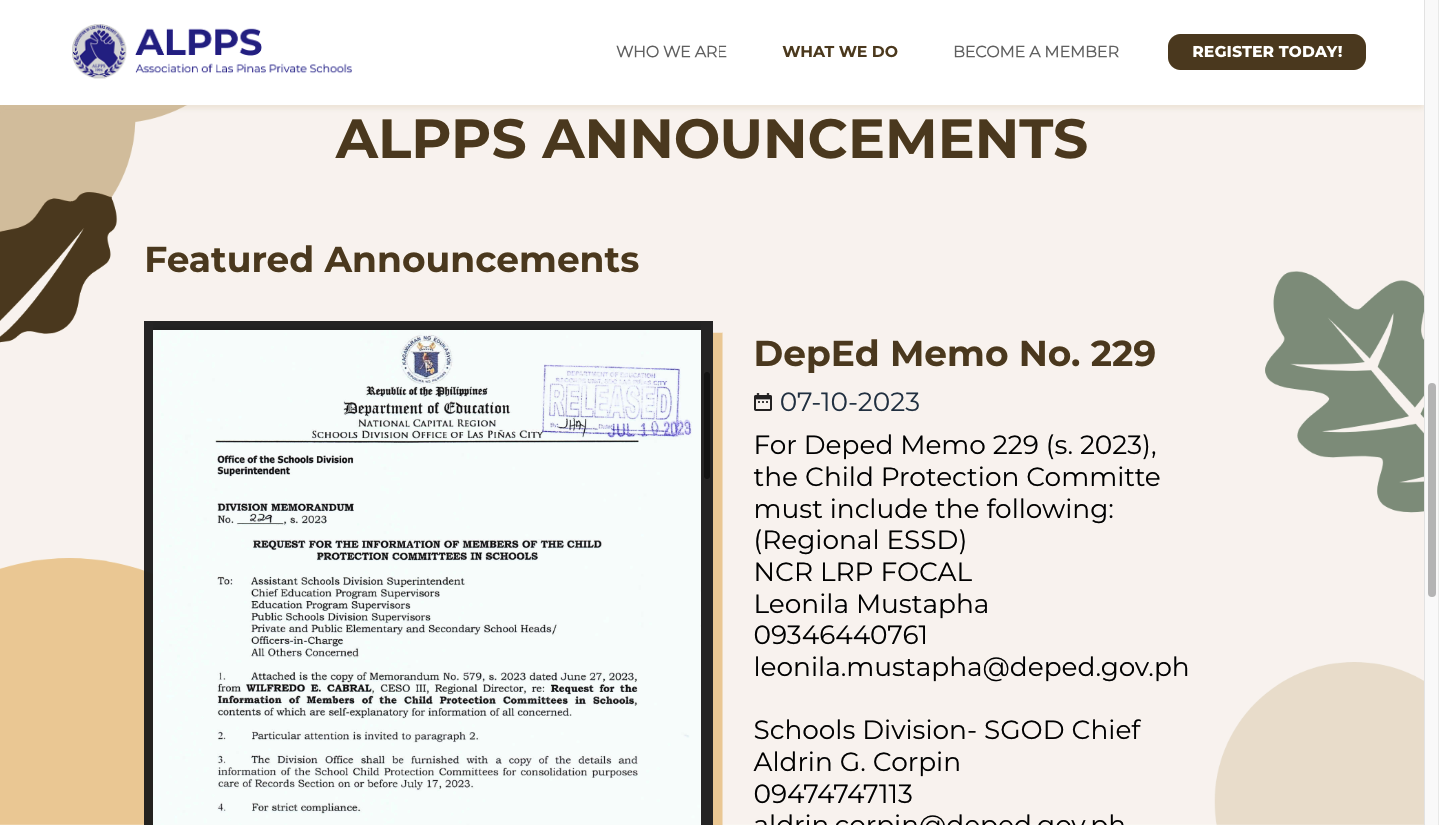 ALPPS
Association of Las Pinas Private Schools
WHO WE ARE
WHAT WE DO
BECOME A MEMBER
REGISTER TODAY!
ALPPS ANNOUNCEMENTS
Featured Announcements
KAGAWARAN NG EDUKASYON
Republic of the Philippines
Department of Education
NATIONAL CAPITAL REGION
SCHOOLS DIVISION OFFICE OF LAS PIÑAS CITY
DEPARTMENT OF EDUCATION
RELEASED
JUL 10 2023
Office of the Schools Division
Superintendent
DIVISION MEMORANDUM
No. 229, s. 2023
REQUEST FOR THE INFORMATION OF MEMBERS OF THE CHILD
PROTECTION COMMITTEES IN SCHOOLS
To: Assistant Schools Division Superintendent
Chief Education Program Supervisors
Education Program Supervisors
Public Schools Division Supervisors
Private and Public Elementary and Secondary School Heads/
Officers-in-Charge
All Others Concerned
1. Attached is the copy of Memorandum No. 579, s. 2023 dated June 27, 2023,
from WILFREDO E. CABRAL, CESO III, Regional Director, re: Request for the
Information of Members of the Child Protection Committees in Schools,
contents of which are self-explanatory for information of all concerned.
2. Particular attention is invited to paragraph 2.
3. The Division Office shall be furnished with a copy of the details and
information of the School Child Protection Committees for consolidation purposes
care of Records Section on or before July 17, 2023.
4. For strict compliance.
DepEd Memo No. 229
07-10-2023
For Deped Memo 229 (s. 2023),
the Child Protection Committe
must include the following:
(Regional ESSD)
NCR LRP FOCAL
Leonila Mustapha
09346440761
leonila.mustapha@deped.gov.ph
Schools Division- SGOD Chief
Aldrin G. Corpin
09474747113
aldrin.corpin@deped.gov.ph